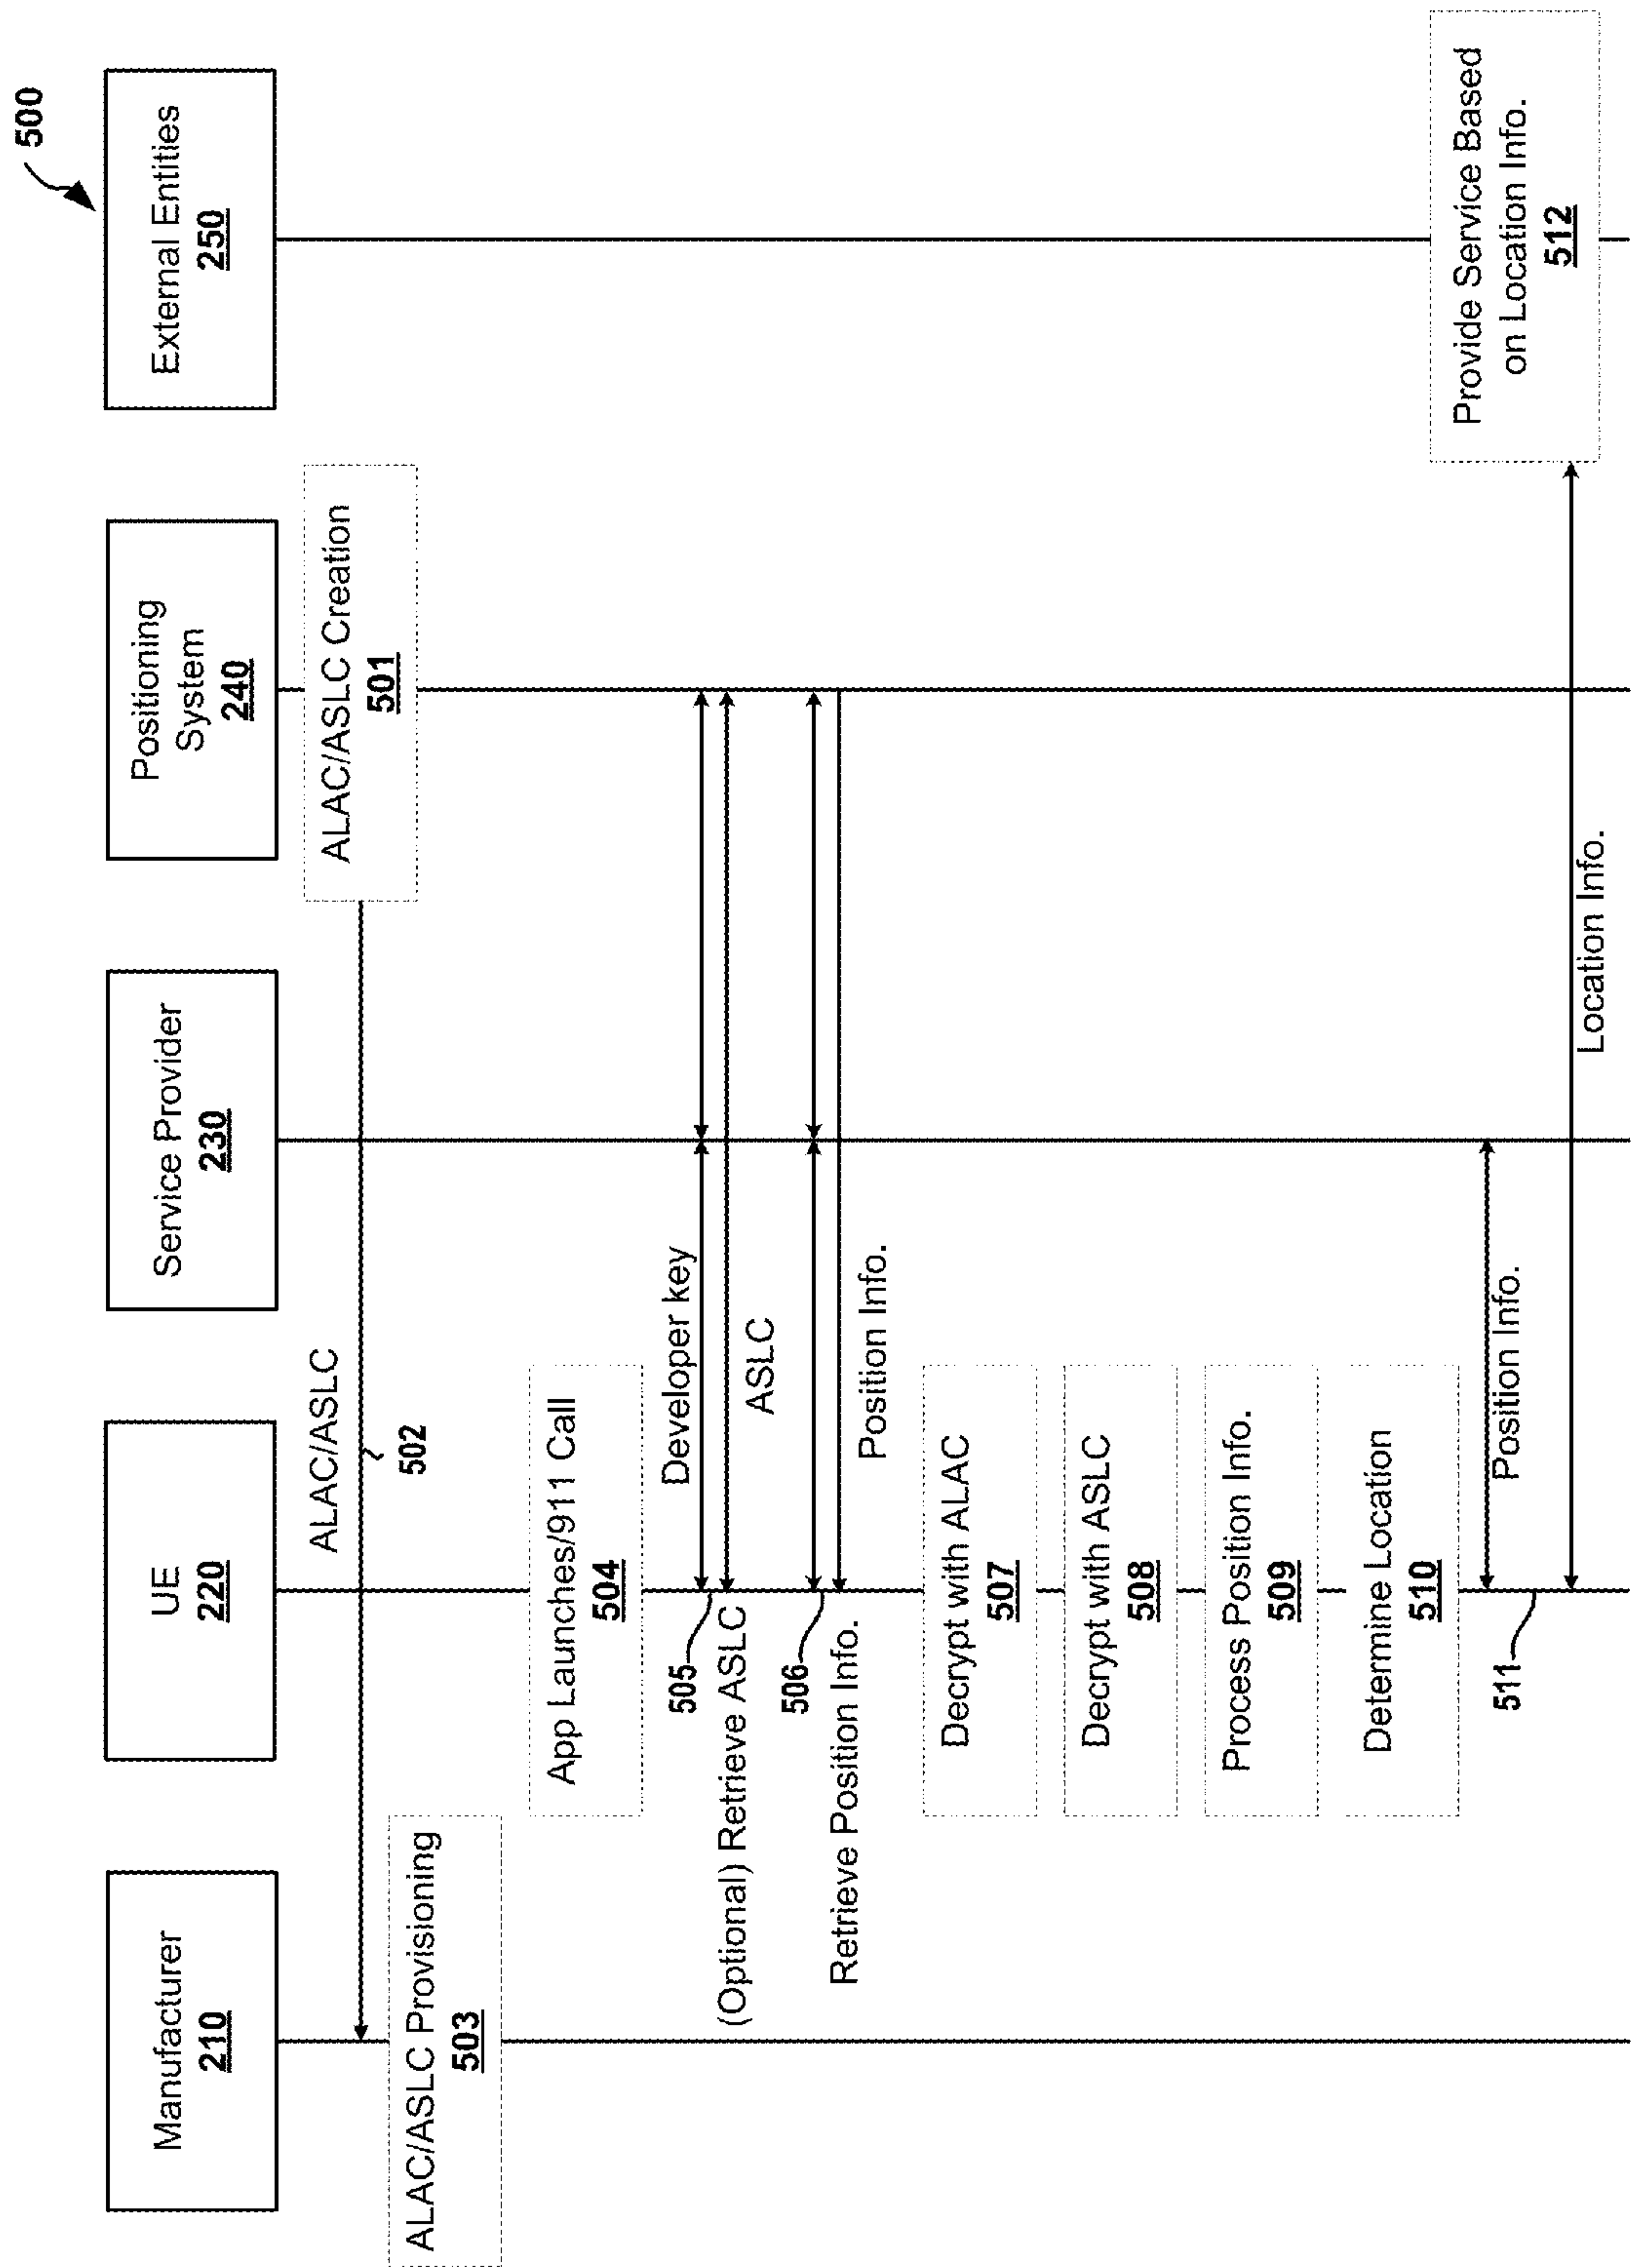 500
Manufacturer
210
UE
220
Service Provider
230
Positioning
System
240
External Entities
250
ALAC/ASLC Creation
501
ALAC/ASLC
502
ALAC/ASLC Provisioning
503
App Launches/911 Call
504
505
Developer key
(Optional) Retrieve ASLC
ASLC
506
Retrieve Position Info.
Position Info.
Decrypt with ALAC
507
Decrypt with ASLC
508
Process Position Info.
509
Determine Location
510
511
Position Info.
Location Info.
Provide Service Based
on Location Info.
512